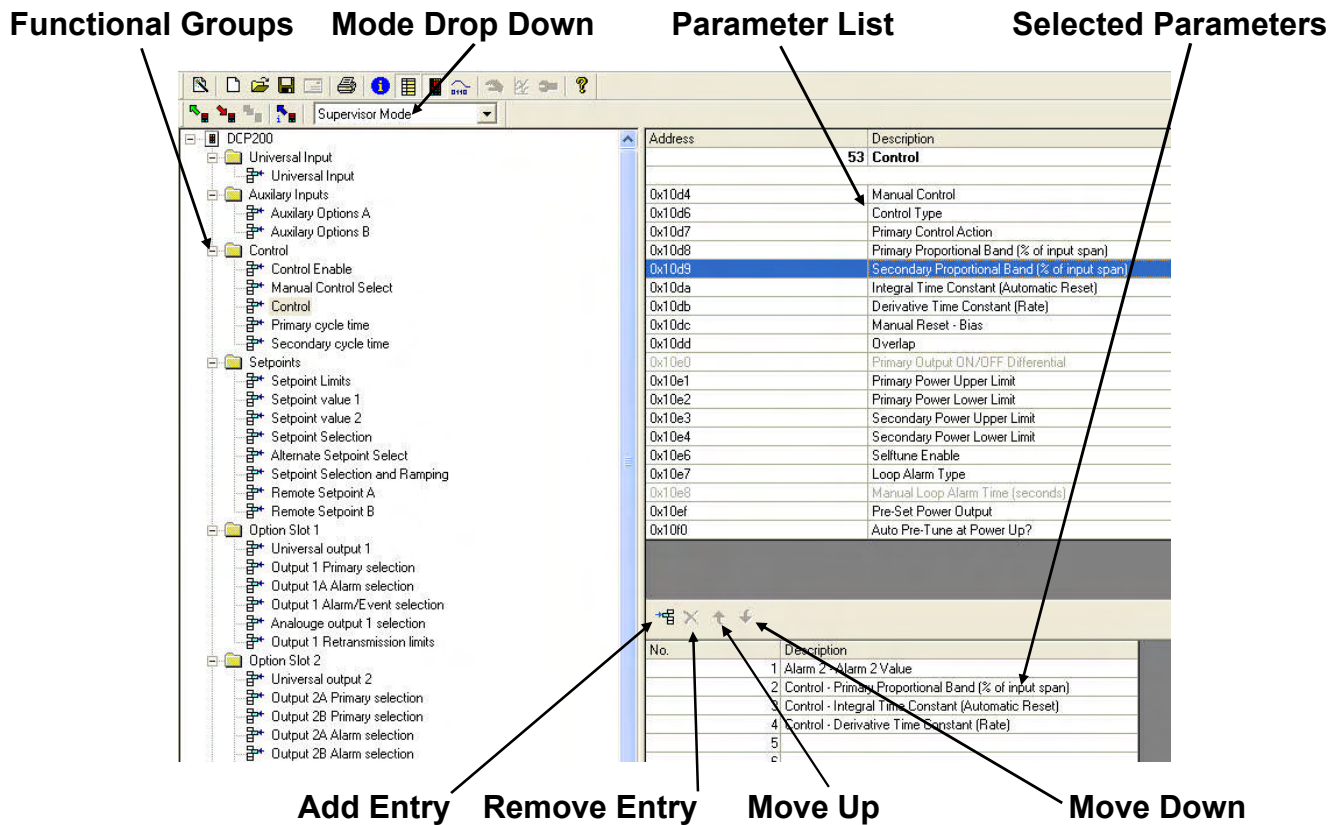 Functional Groups Mode Drop Down Parameter List Selected Parameters
Supervisor Mode
DCP200
Universal Input
Universal Input
Auxilary Inputs
Auxilary Options A
Auxilary Options B
Control
Control Enable
Manual Control Select
Control
Primary cycle time
Secondary cycle time
Setpoints
Setpoint Limits
Setpoint value 1
Setpoint value 2
Setpoint Selection
Alternate Setpoint Select
Setpoint Selection and Ramping
Remote Setpoint A
Remote Setpoint B
Option Slot 1
Universal output 1
Output 1 Primary selection
Output 1A Alarm selection
Output 1 Alarm/Event selection
Analouge output 1 selection
Output 1 Retransmission limits
Option Slot 2
Universal output 2
Output 2A Primary selection
Output 2B Primary selection
Output 2A Alarm selection
Output 2B Alarm selection
Address Description
53 Control
0x10d4 Manual Control
0x10d6 Control Type
0x10d7 Primary Control Action
0x10d8 Primary Proportional Band (% of input span)
0x10d9 Secondary Proportional Band (% of input span)
0x10da Integral Time Constant (Automatic Reset)
0x10db Derivative Time Constant (Rate)
0x10dc Manual Reset - Bias
0x10dd Overlap
0x10e0 Primary Output ON/OFF Differential
0x10e1 Primary Power Upper Limit
0x10e2 Primary Power Lower Limit
0x10e3 Secondary Power Upper Limit
0x10e4 Secondary Power Lower Limit
0x10e6 Selftune Enable
0x10e7 Loop Alarm Type
0x10e8 Manual Loop Alarm Time (seconds)
0x10ef Pre-Set Power Output
0x10f0 Auto Pre-Tune at Power Up?
No. Description
1 Alarm 2 - Alarm 2 Value
2 Control - Primary Proportional Band (% of input span)
3 Control - Integral Time Constant (Automatic Reset)
4 Control - Derivative Time Constant (Rate)
5
6
Add Entry Remove Entry Move Up Move Down